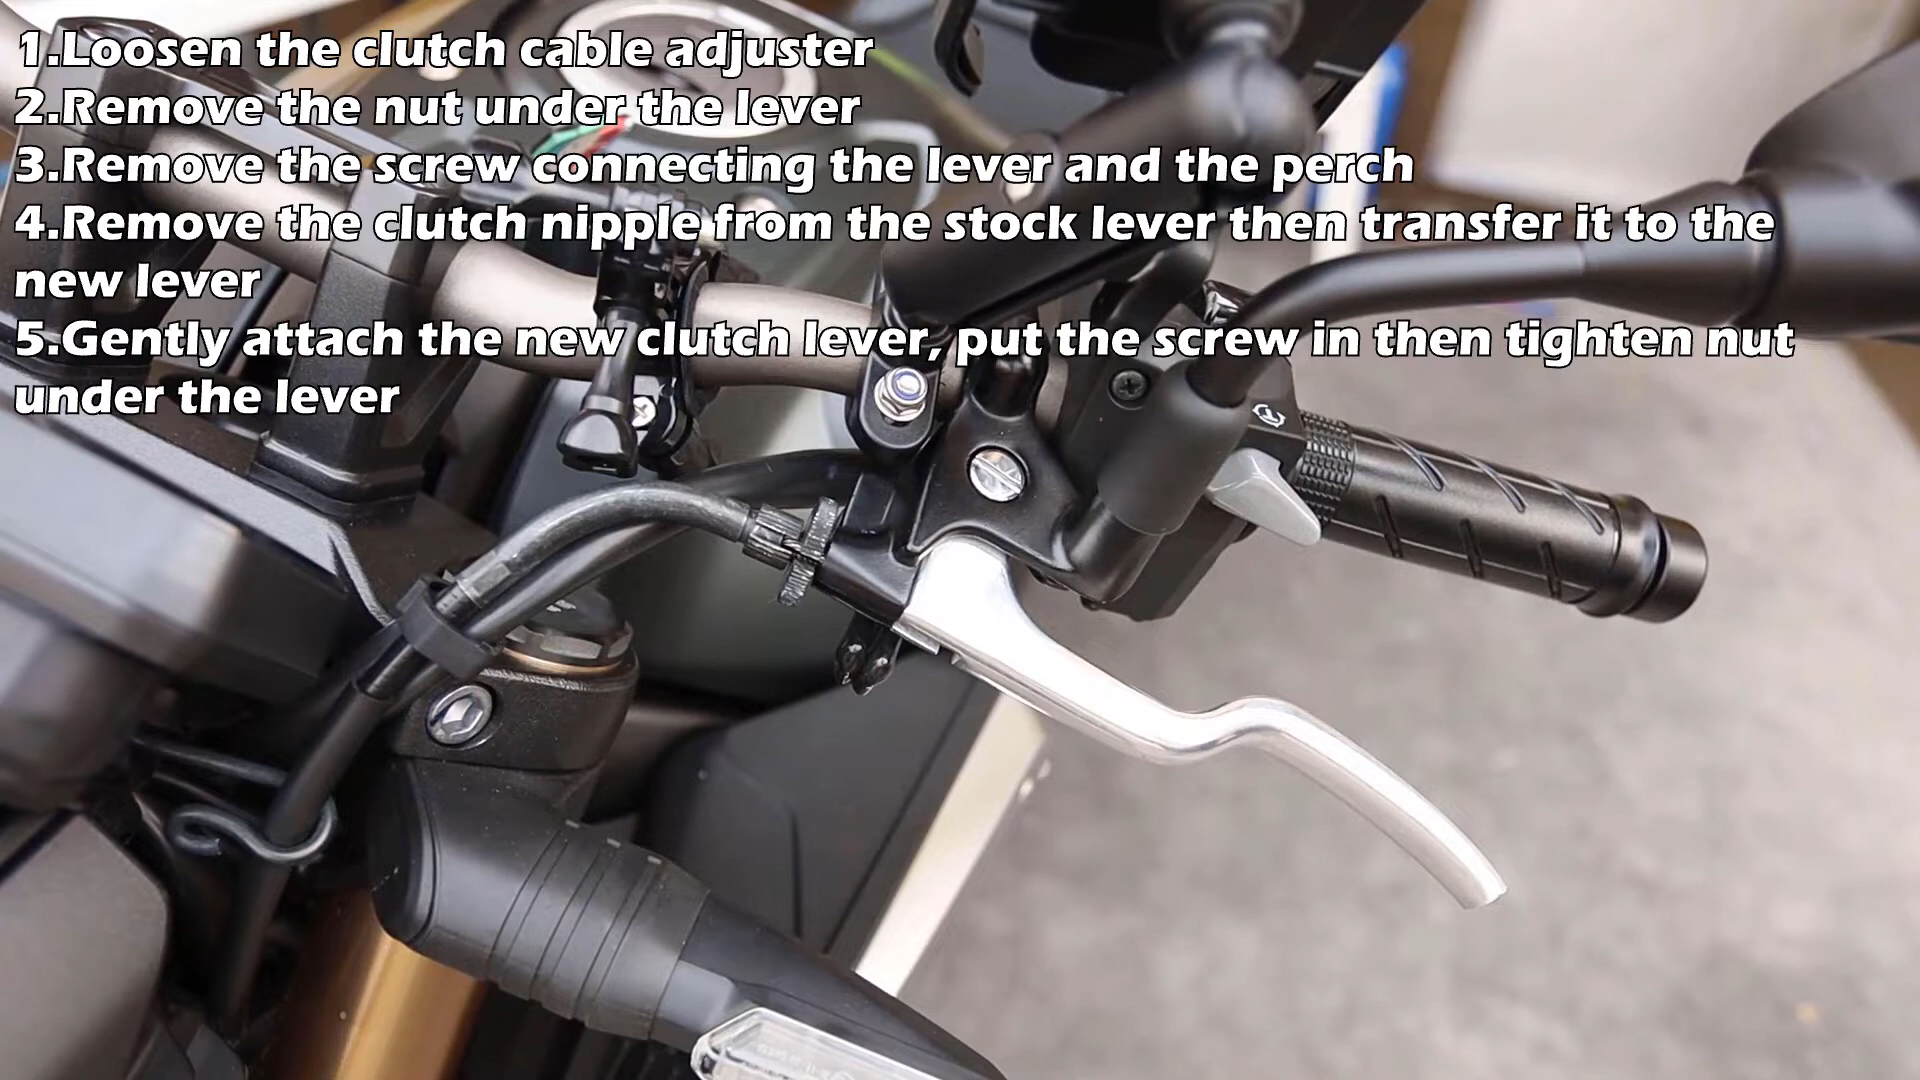 1.Loosen the clutch cable adjuster
2.Remove the nut under the lever
3.Remove the screw connecting the lever and the perch
4.Remove the clutch nipple from the stock lever then transfer it to the
new lever
5.Gently attach the new clutch lever, put the screw in then tighten nut
under the lever